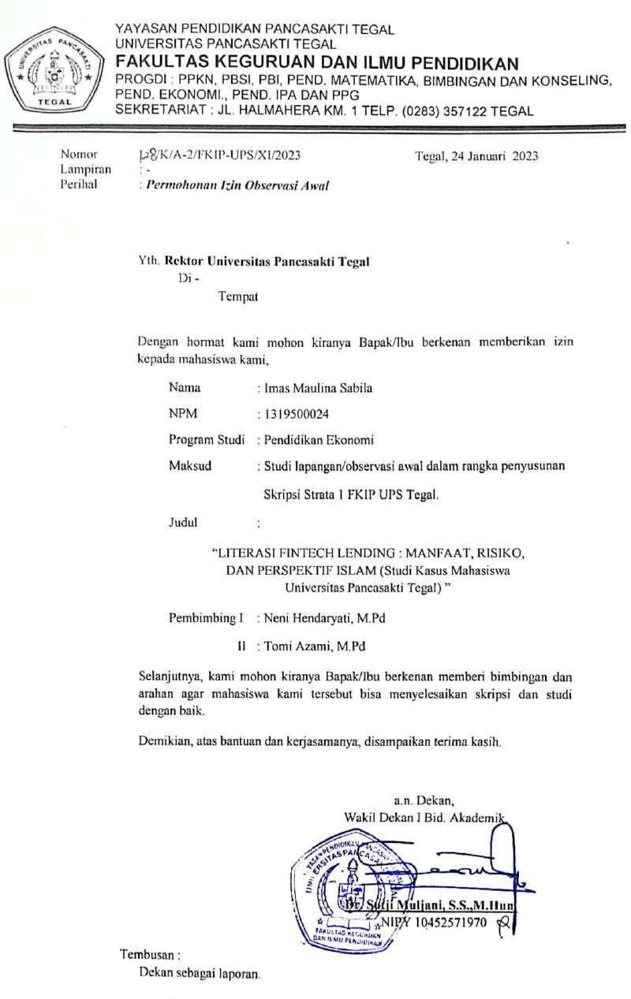 YAYASAN PENDIDIKAN PANCASAKTI TEGAL
UNIVERSITAS PANCASAKTI TEGAL
FAKULTAS KEGURUAN DAN ILMU PENDIDIKAN
PROGDI : PPKN, PBSI, PBI, PEND. MATEMATIKA, BIMBINGAN DAN KONSELING,
PEND. EKONOMI., PEND. IPA DAN PPG
SEKRETARIAT : JL. HALMAHERA KM. 1 TELP. (0283) 357122 TEGAL
UNIVERSITAS PANCASAKTI
TEGAL
Nomor 128/K/A-2/FKIP-UPS/XI/2023 Tegal, 24 Januari 2023
Lampiran : -
Perihal : Permohonan Izin Observasi Awal
Yth. Rektor Universitas Pancasakti Tegal
Di -
Tempat
Dengan hormat kami mohon kiranya Bapak/Ibu berkenan memberikan izin
kepada mahasiswa kami,
Nama : Imas Maulina Sabila
NPM : 1319500024
Program Studi : Pendidikan Ekonomi
Maksud : Studi lapangan/observasi awal dalam rangka penyusunan
Skripsi Strata 1 FKIP UPS Tegal.
Judul :
“LITERASI FINTECH LENDING : MANFAAT, RISIKO,
DAN PERSPEKTIF ISLAM (Studi Kasus Mahasiswa
Universitas Pancasakti Tegal) ”
Pembimbing I : Neni Hendaryati, M.Pd
II : Tomi Azami, M.Pd
Selanjutnya, kami mohon kiranya Bapak/Ibu berkenan memberi bimbingan dan
arahan agar mahasiswa kami tersebut bisa menyelesaikan skripsi dan studi
dengan baik.
Demikian, atas bantuan dan kerjasamanya, disampaikan terima kasih.
a.n. Dekan,
Wakil Dekan I Bid. Akademik
YAYASAN PENDIDIKAN PANCASAKTI
UNIVERSITAS PANCASAKTI TEGAL
FAKULTAS KEGURUAN
DAN ILMU PENDIDIKAN
Dr. Sutji Muljani, S.S.,M.Hun
NIPY 10452571970
Tembusan :
Dekan sebagai laporan.